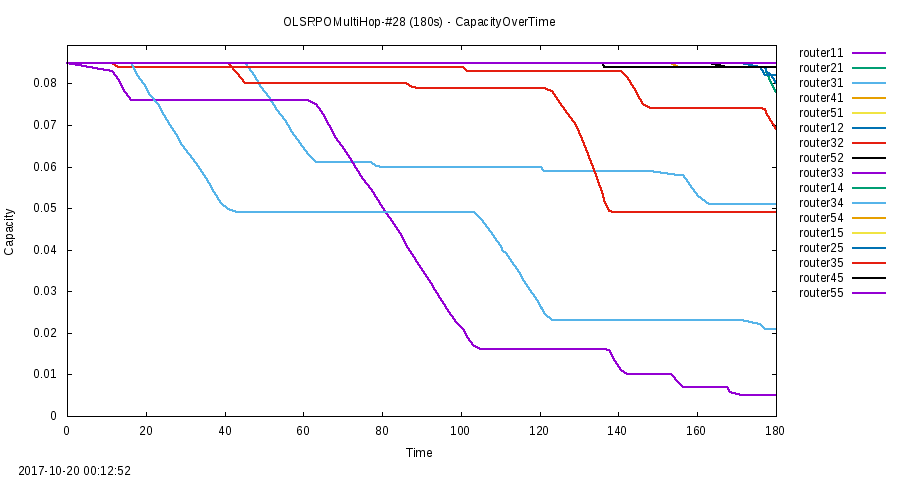 OLSRPPOMultiHop-#28 (180s) - CapacityOverTime
router11
router21
router31
router41
router51
router12
router32
router52
router33
router14
router34
router54
router15
router25
router35
router45
router55
0.08
0.07
0.06
0.05
0.04
0.03
0.02
0.01
0
Capacity
0 20 40 60 80 100 120 140 160 180
Time
2017-10-20 00:12:52